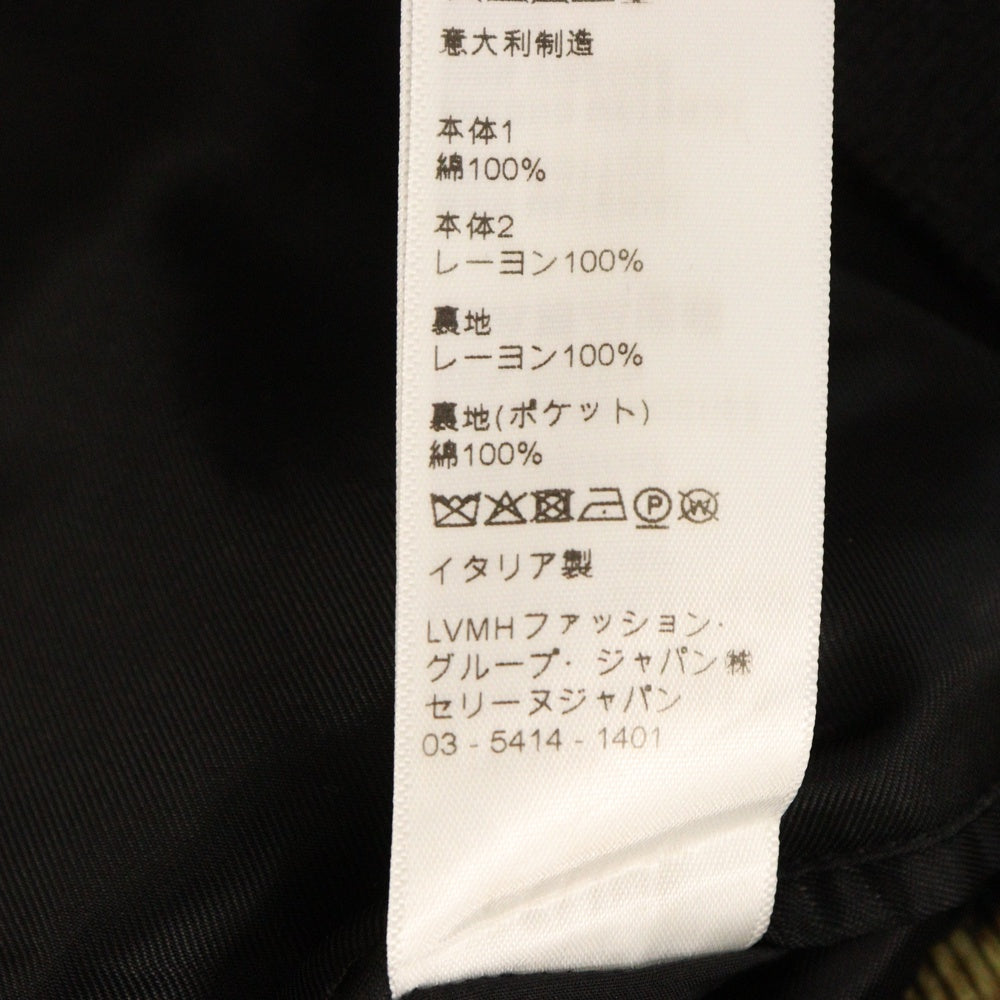 意大利制造
本体1
綿100%
本体2
レーヨン100%
裏地
レーヨン100%
裏地(ポケット)
綿100%
P W
イタリア製
LVMHファッション・
グループ・ジャパン㈱
セリーヌジャパン
03 - 5414 - 1401